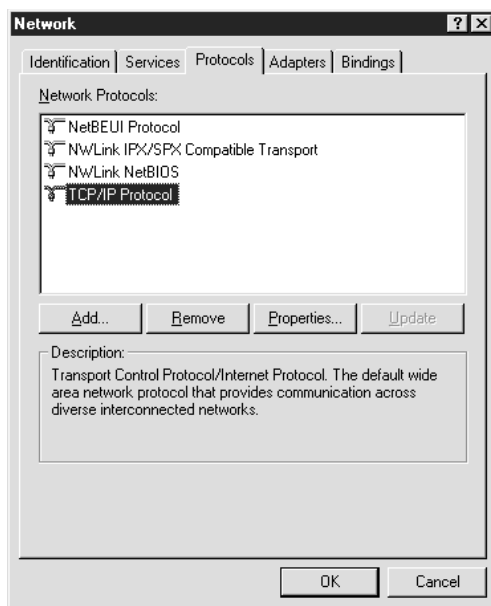 Network
Identification Services Protocols Adapters Bindings
Network Protocols:
NetBEUI Protocol
NWLink IPX/SPX Compatible Transport
NWLink NetBIOS
TCP/IP Protocol
Add... Remove Properties... Update
Description:
Transport Control Protocol/Internet Protocol. The default wide
area network protocol that provides communication across
diverse interconnected networks.
OK Cancel